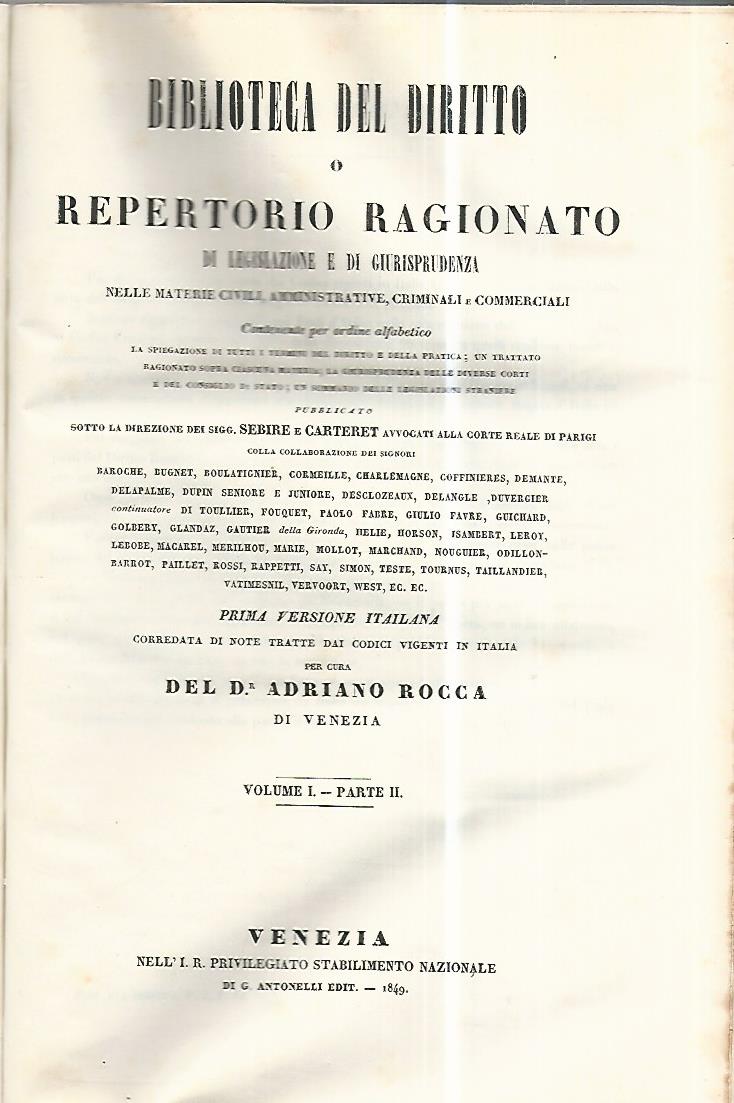 BIBLIOTECA DEL DIRITTO
O
REPERTORIO RAGIONATO
DI LEGISLAZIONE E DI GIURISPRUDENZA
NELLE MATERIE CIVILI, AMMINISTRATIVE, CRIMINALI E COMMERCIALI
Contenente per ordine alfabetico
LA SPIEGAZIONE DI TUTTI I TERMINI DEL DIRITTO E DELLA PRATICA; UN TRATTATO
RAGIONATO SOPRA CIASCUNA MATERIA; LA GIURISPRUDENZA DELLE DIVERSE CORTI
E DEL CONSIGLIO DI STATO; UN SOMMARIO DELLE LEGISLAZIONI STRANIERE
PUBBLICATO
SOTTO LA DIREZIONE DEI SIGG. SEBIRE E CARTERET AVVOCATI ALLA CORTE REALE DI PARIGI
COLLA COLLABORAZIONE DEI SIGNORI
BAROCHE, BUGNET, BOULATIGNIER, CORMEILLE, CHARLEMAGNE, COFFINIERES, DEMANTE,
DELAPALME, DUPIN SENIORE E JUNIORE, DESCLOZEAUX, DELANGLE ,DUVERGIER
continuatore DI TOULLIER, FOUQUET, PAOLO FABRE, GIULIO FAVRE, GUICHARD,
GOLBERY, GLANDAZ, GAUTIER della Gironda, HELIE, HORSON, ISAMBERT, LEROY,
LEBOBE, MACAREL, MERILHOU, MARIE, MOLLOT, MARCHAND, NOUGUIER, ODILLON-
BARROT, PAILLET, ROSSI, RAPPETTI, SAY, SIMON, TESTE, TOURNUS, TAILLANDIER,
VATIMESNIL, VERVOORT, WEST, EC. EC.
PRIMA VERSIONE ITAILANA
CORREDATA DI NOTE TRATTE DAI CODICI VIGENTI IN ITALIA
PER CURA
DEL D.R ADRIANO ROCCA
DI VENEZIA
VOLUME I. — PARTE II.
VENEZIA
NELL' I. R. PRIVILEGIATO STABILIMENTO NAZIONALE
DI G. ANTONELLI EDIT. — 1849.